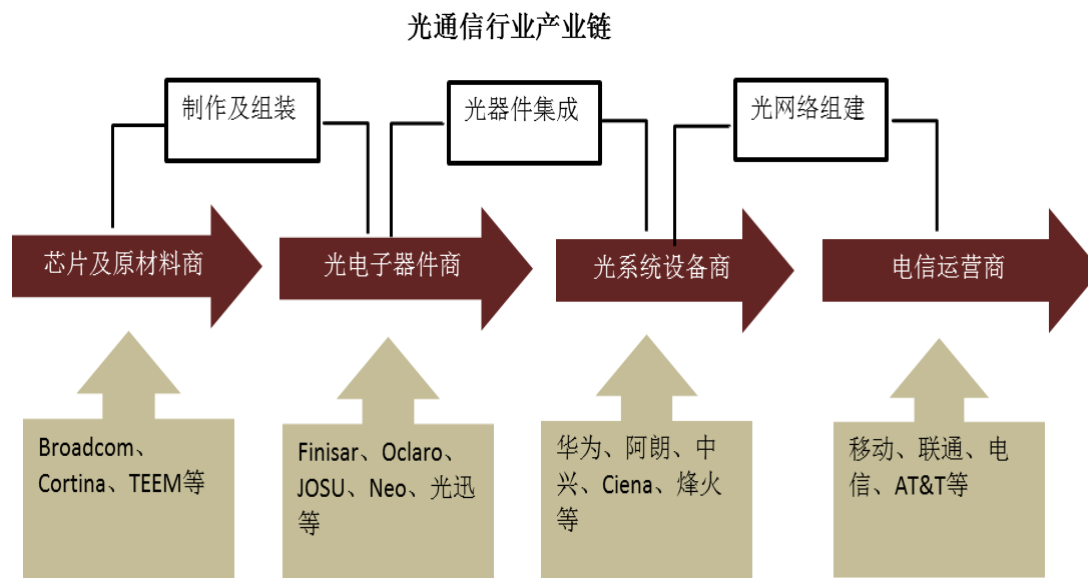 光通信行业产业链
制作及组装
光器件集成
光网络组建
芯片及原材料商
光电子器件商
光系统设备商
电信运营商
Broadcom、
Cortina、TEEM等
Finisar、Oclaro、
JOSU、Neo、光迅
等
华为、阿朗、中
兴、Ciena、烽火
等
移动、联通、电
信、AT&T等